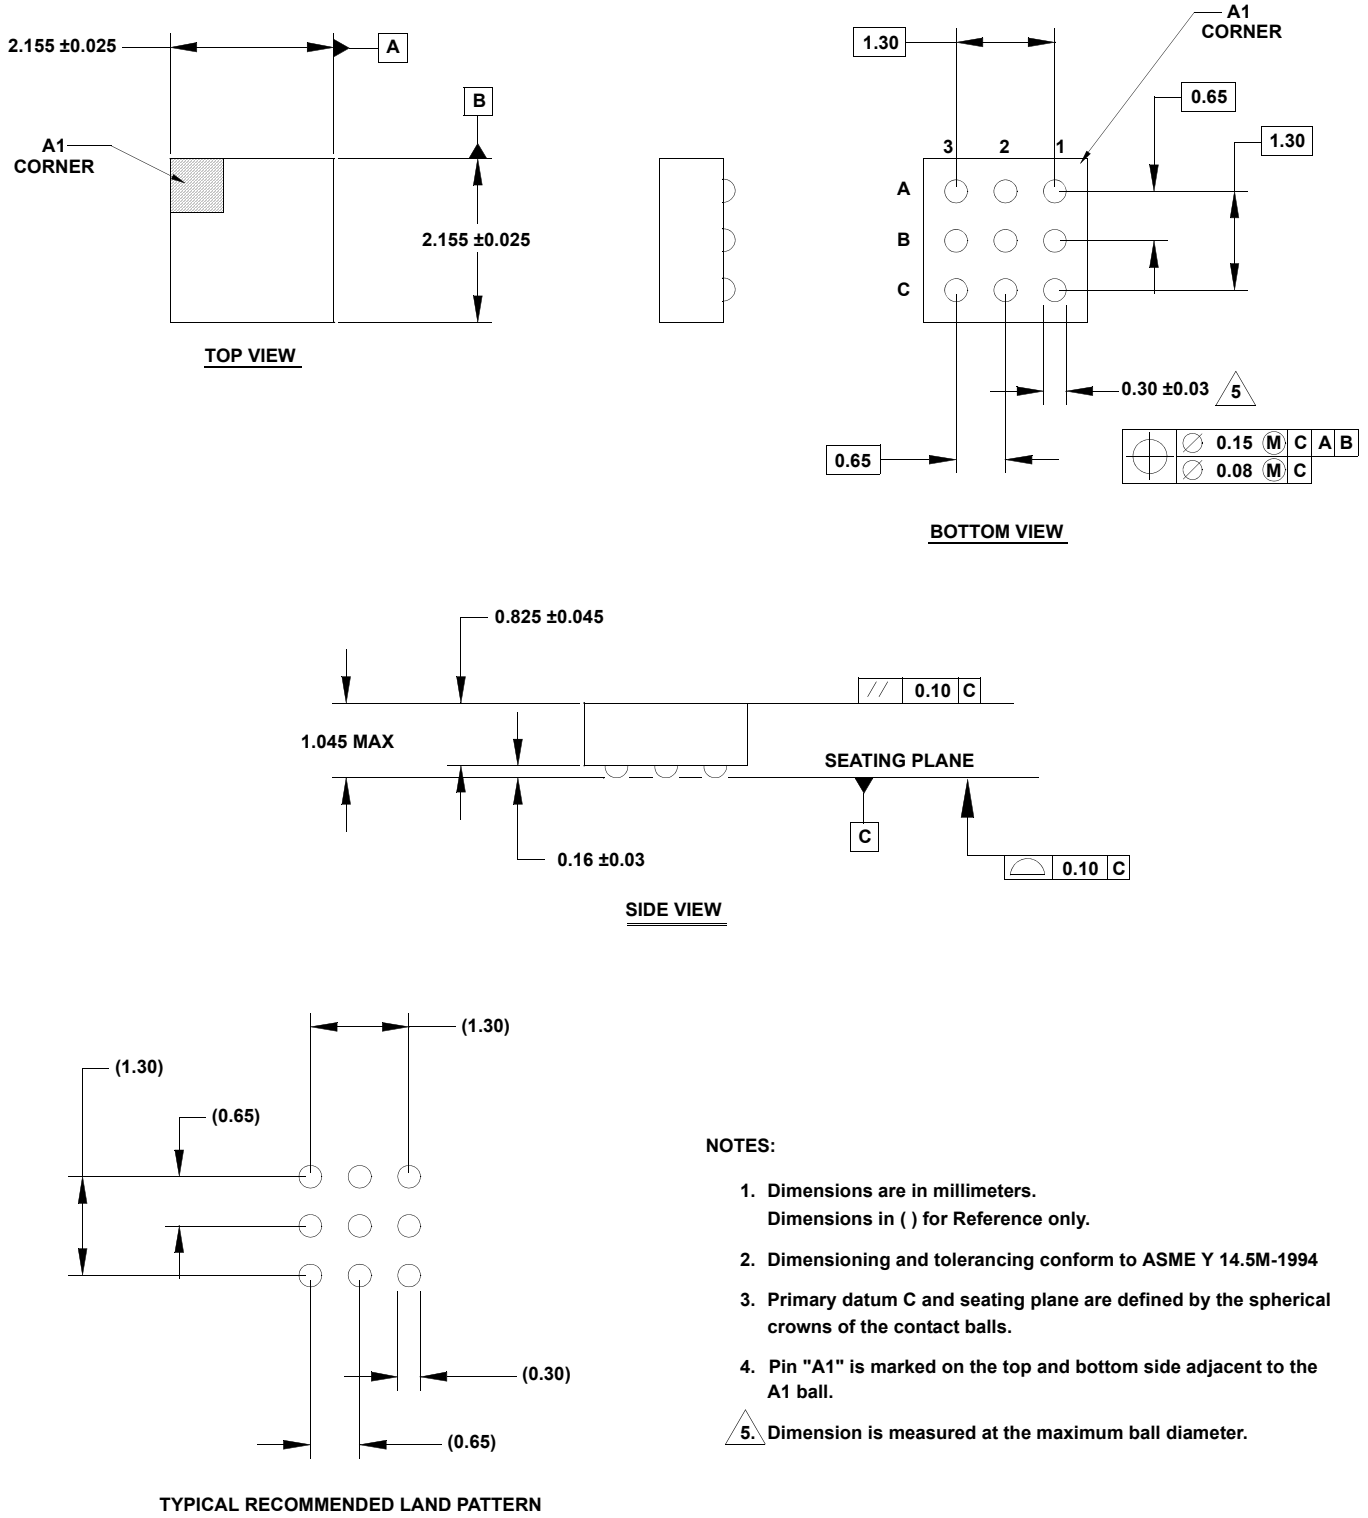 2.155 ±0.025
A
B
A1
CORNER
2.155 ±0.025
TOP VIEW
A1
CORNER
1.30
0.65
1.30
3 2 1
A
B
C
0.30 ±0.03 5
0.65
⌀ 0.15 Ⓜ C A B
⌀ 0.08 Ⓜ C
BOTTOM VIEW
0.825 ±0.045
// 0.10 C
1.045 MAX
SEATING PLANE
C
0.16 ±0.03
0.10 C
SIDE VIEW
(1.30)
(1.30)
(0.65)
(0.30)
(0.65)
TYPICAL RECOMMENDED LAND PATTERN
NOTES:
1. Dimensions are in millimeters.
Dimensions in ( ) for Reference only.
2. Dimensioning and tolerancing conform to ASME Y 14.5M-1994
3. Primary datum C and seating plane are defined by the spherical
crowns of the contact balls.
4. Pin "A1" is marked on the top and bottom side adjacent to the
A1 ball.
5. Dimension is measured at the maximum ball diameter.